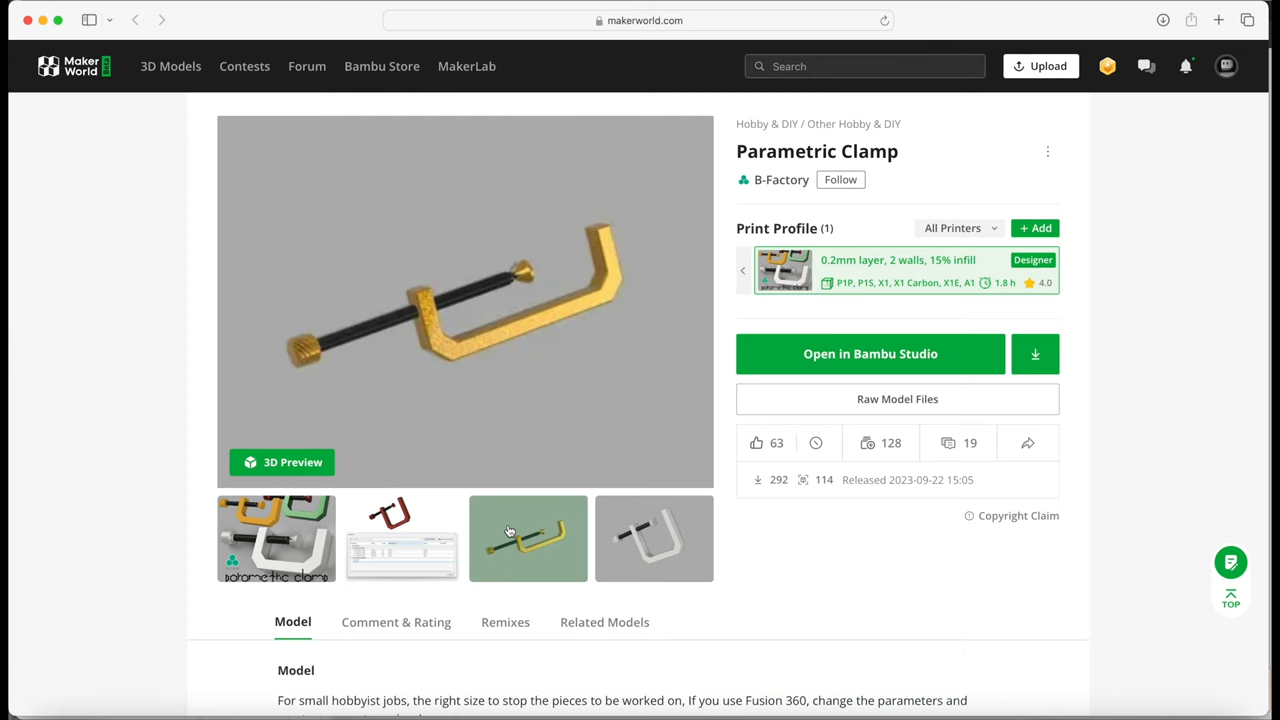 makerworld.com
Maker World
3D Models
Contests
Forum
Bambu Store
MakerLab
Search
Upload
Hobby & DIY / Other Hobby & DIY
Parametric Clamp
B-Factory
Follow
Print Profile (1)
All Printers
+ Add
0.2mm layer, 2 walls, 15% infill
Designer
P1P, P1S, X1, X1 Carbon, X1E, A1
1.8 h
4.0
Open in Bambu Studio
Raw Model Files
63
128
19
292
114
Released 2023-09-22 15:05
Copyright Claim
3D Preview
parametric clamp
TOP
Model
Comment & Rating
Remixes
Related Models
Model
For small hobbyist jobs, the right size to stop the pieces to be worked on, If you use Fusion 360, change the parameters and